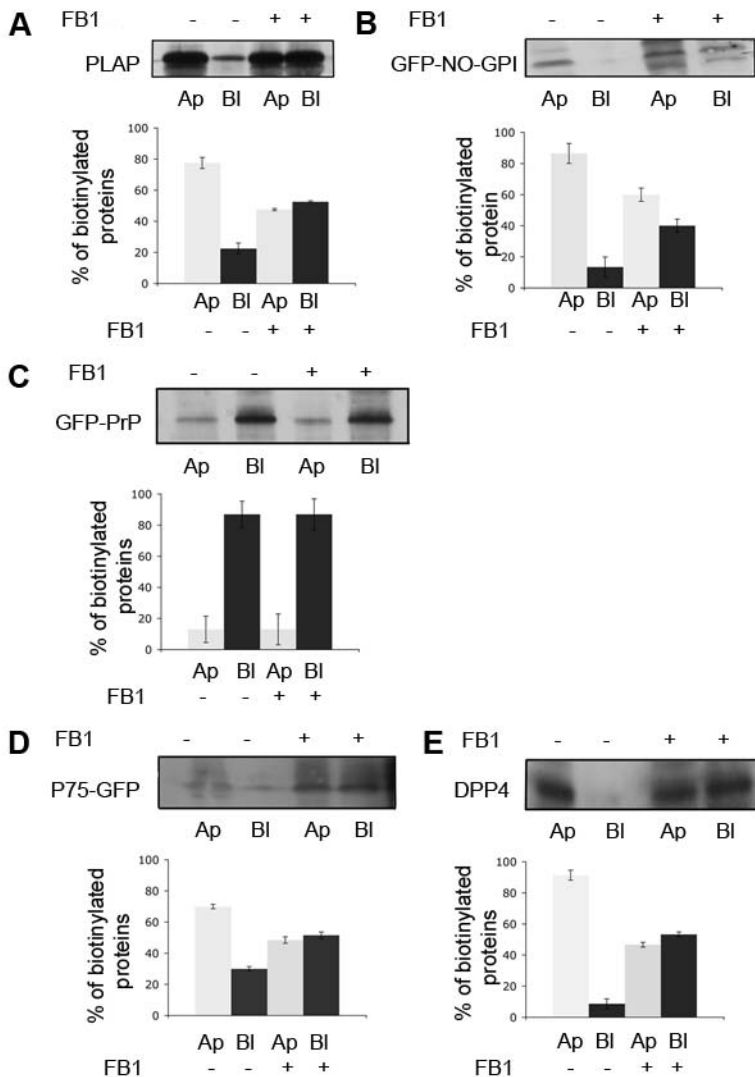 A
FB1 - - + +
PLAP
Ap Bl Ap Bl
% of biotinylated
proteins
80
60
40
20
0
100
Ap Bl Ap Bl
FB1 - - + +
B
FB1 - - + +
GFP-NO-GPI
Ap Bl Ap Bl
% of biotinylated
protein
100
80
60
40
20
0
Ap Bl Ap Bl
FB1 - - + +
C
FB1 - - + +
GFP-PrP
Ap Bl Ap Bl
% of biotinylated
proteins
100
80
60
40
20
0
Ap Bl Ap Bl
FB1 - - + +
D
FB1 - - + +
P75-GFP
Ap Bl Ap Bl
% of biotinylated
proteins
100
80
60
40
20
0
Ap Bl Ap Bl
FB1 - - + +
E
FB1 - - + +
DPP4
Ap Bl Ap Bl
% of biotinylated
proteins
100
80
60
40
20
0
Ap Bl Ap Bl
FB1 - - + +